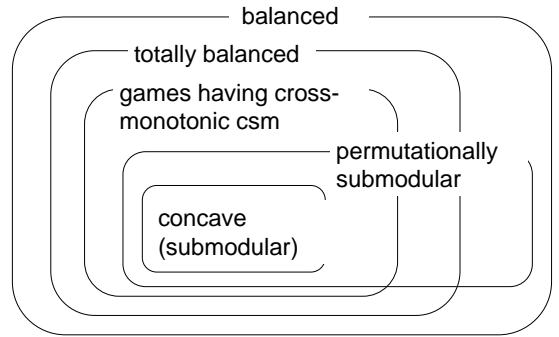 balanced
totally balanced
games having cross-
monotonic csm
permutationally
submodular
concave
(submodular)